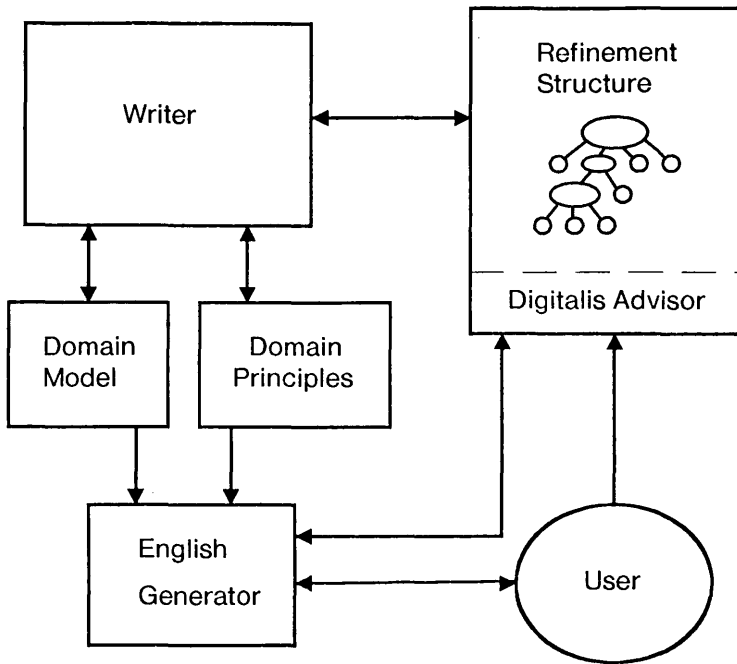 Writer
Refinement
Structure
Digitalis Advisor
Domain
Model
Domain
Principles
English
Generator
User